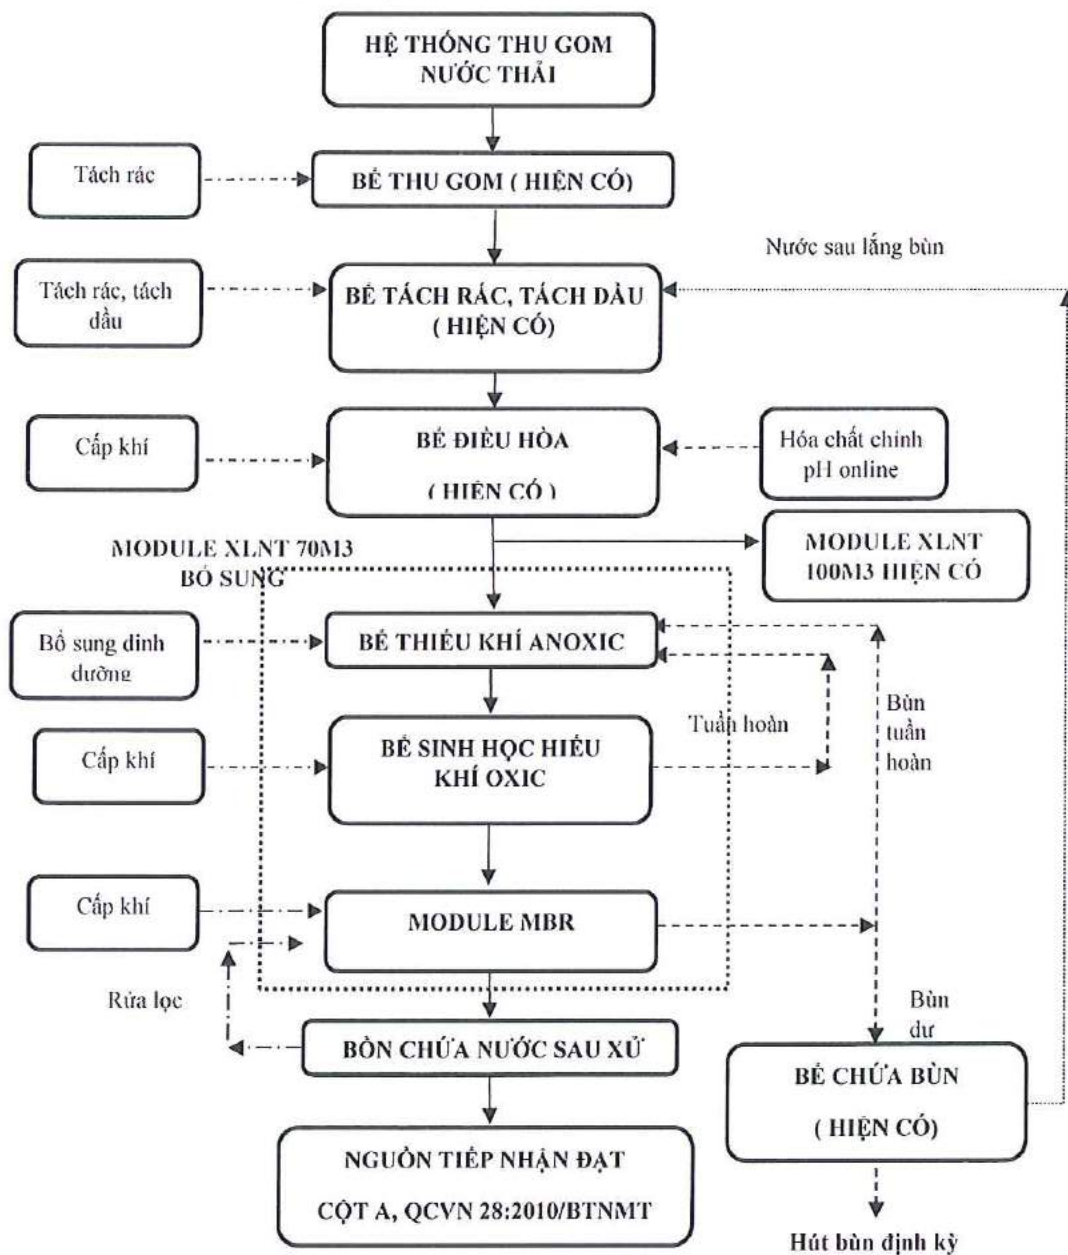 HỆ THỐNG THU GOM
NƯỚC THẢI
Tách rác
BỂ THU GOM ( HIỆN CÓ)
Nước sau lắng bùn
Tách rác, tách
dầu
BỂ TÁCH RÁC, TÁCH DẦU
( HIỆN CÓ)
Cấp khí
BỂ ĐIỀU HÒA
( HIỆN CÓ )
Hóa chất chỉnh
pH online
MODULE XLNT 70M3
BỔ SUNG
MODULE XLNT
100M3 HIỆN CÓ
Bổ sung dinh
dưỡng
BỂ THIẾU KHÍ ANOXIC
Tuần hoàn
Bùn
tuần
hoàn
Cấp khí
BỂ SINH HỌC HIẾU
KHÍ OXIC
Cấp khí
MODULE MBR
Rửa lọc
Bùn
dư
BỒN CHỨA NƯỚC SAU XỬ
BỂ CHỨA BÙN
( HIỆN CÓ)
NGUỒN TIẾP NHẬN ĐẠT
CỘT A, QCVN 28:2010/BTNMT
Hút bùn định kỳ